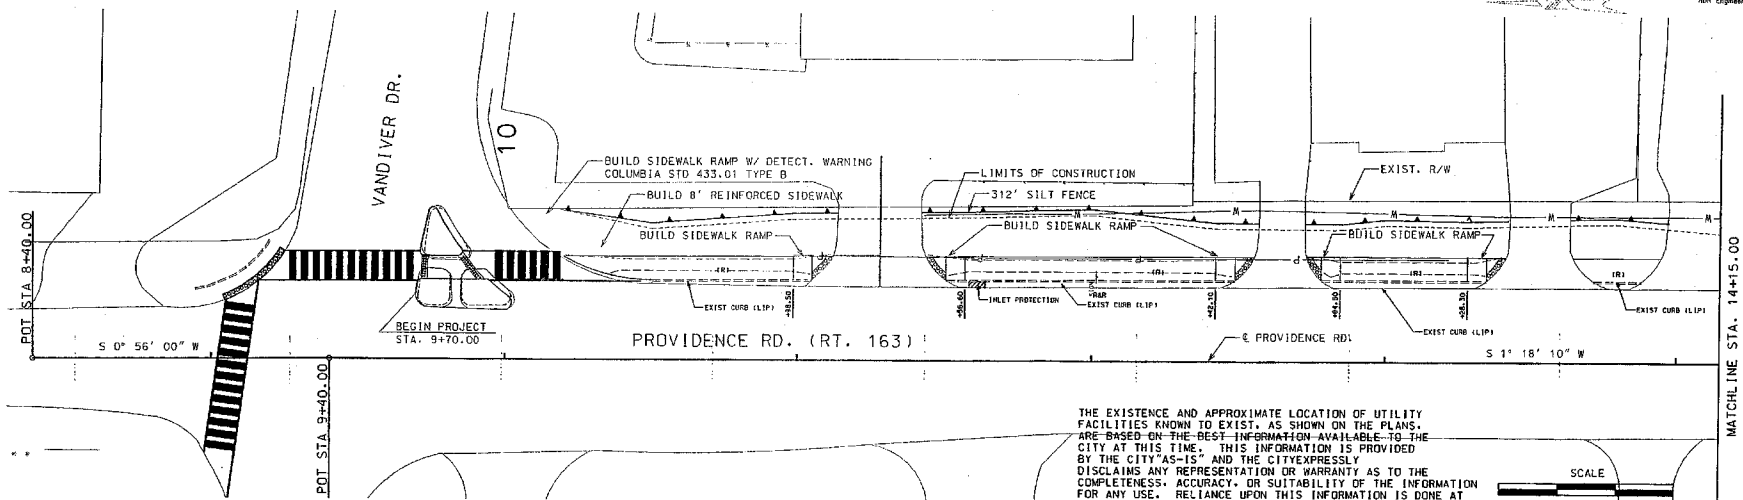 VANDIVER DR.
10
BUILD SIDEWALK RAMP W/ DETECT. WARNING
COLUMBIA STD 433.01 TYPE B
BUILD 8' REINFORCED SIDEWALK
BUILD SIDEWALK RAMP
LIMITS OF CONSTRUCTION
312' SILT FENCE
W
W
W
W
W
BUILD SIDEWALK RAMP
EXIST. R/W
BUILD SIDEWALK RAMP
POT STA 8+40.00
(R)
(R)
(R)
(R)
EXIST CURB (LIP)
+38.50
+56.60
INLET PROTECTION
R&R
EXIST CURB (LIP)
+42.10
EXIST CURB (LIP)
EXIST CURB (LIP)
BEGIN PROJECT
STA. 9+70.00
S 0° 56' 00" W
PROVIDENCE RD. (RT. 163)
℄ PROVIDENCE RD.
S 1° 18' 10" W
MATCHLINE STA. 14+15.00
POT STA 9+40.00
THE EXISTENCE AND APPROXIMATE LOCATION OF UTILITY
FACILITIES KNOWN TO EXIST, AS SHOWN ON THE PLANS,
ARE BASED ON THE BEST INFORMATION AVAILABLE TO THE
CITY AT THIS TIME. THIS INFORMATION IS PROVIDED
BY THE CITY"AS-IS" AND THE CITYEXPRESSLY
DISCLAIMS ANY REPRESENTATION OR WARRANTY AS TO THE
COMPLETENESS, ACCURACY, OR SUITABILITY OF THE INFORMATION
FOR ANY USE. RELIANCE UPON THIS INFORMATION IS DONE AT
SCALE